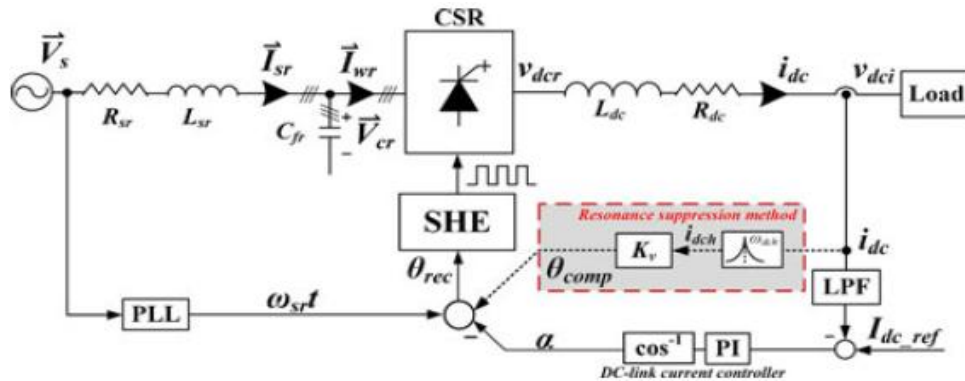 CSR
V⃗s
I⃗sr
I⃗wr
vdcr
idc
vdci
Rsr
Lsr
Cfr
+
V⃗cr
−
Ldc
Rdc
Load
SHE
Resonance suppression method
Kv
idch
ωdch
idc
θrec
θcomp
LPF
PLL
ωsrt
−
α
cos-1
PI
−
Idc_ref
DC-link current controller